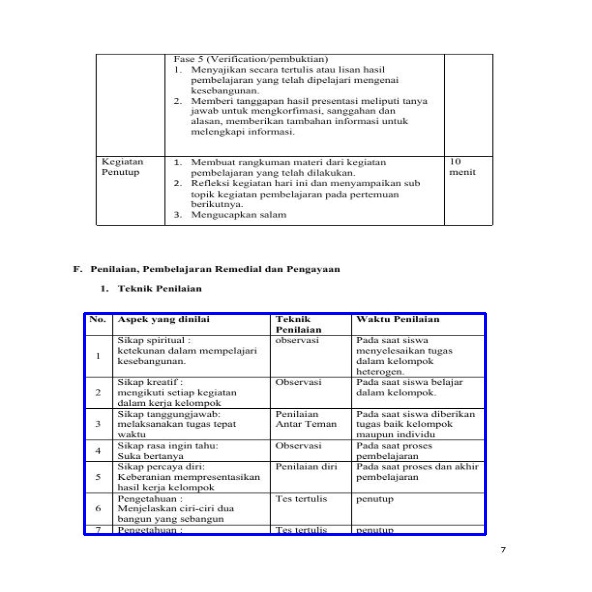 Fase 5 (Verification/pembuktian)
1. Menyajikan secara tertulis atau lisan hasil
pembelajaran yang telah dipelajari mengenai
kesebangunan.
2. Memberi tanggapan hasil presentasi meliputi tanya
jawab untuk mengkorfimasi, sanggahan dan
alasan, memberikan tambahan informasi untuk
melengkapi informasi.
Kegiatan
Penutup
1. Membuat rangkuman materi dari kegiatan
pembelajaran yang telah dilakukan.
2. Refleksi kegiatan hari ini dan menyampaikan sub
topik kegiatan pembelajaran pada pertemuan
berikutnya.
3. Mengucapkan salam
10
menit
F. Penilaian, Pembelajaran Remedial dan Pengayaan
1. Teknik Penilaian
No. Aspek yang dinilai Teknik Penilaian Waktu Penilaian
1
Sikap spiritual :
ketekunan dalam mempelajari
kesebangunan.
observasi
Pada saat siswa
menyelesaikan tugas
dalam kelompok
heterogen.
2
Sikap kreatif :
mengikuti setiap kegiatan
dalam kerja kelompok
Observasi
Pada saat siswa belajar
dalam kelompok.
3
Sikap tanggungjawab:
melaksanakan tugas tepat
waktu
Penilaian
Antar Teman
Pada saat siswa diberikan
tugas baik kelompok
maupun individu
4
Sikap rasa ingin tahu:
Suka bertanya
Observasi
Pada saat proses
pembelajaran
5
Sikap percaya diri:
Keberanian mempresentasikan
hasil kerja kelompok
Penilaian diri
Pada saat proses dan akhir
pembelajaran
6
Pengetahuan :
Menjelaskan ciri-ciri dua
bangun yang sebangun
Tes tertulis
penutup
7
Pengetahuan :
Tes tertulis
penutup
7